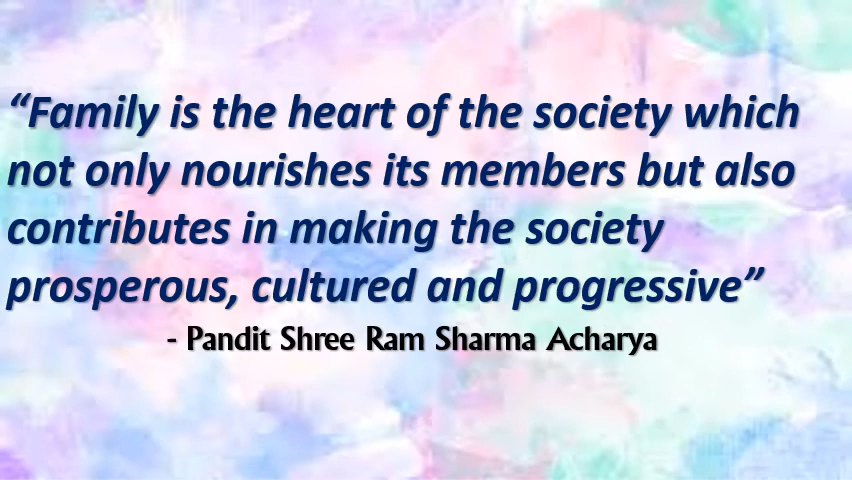 “Family is the heart of the society which
not only nourishes its members but also
contributes in making the society
prosperous, cultured and progressive”
- Pandit Shree Ram Sharma Acharya